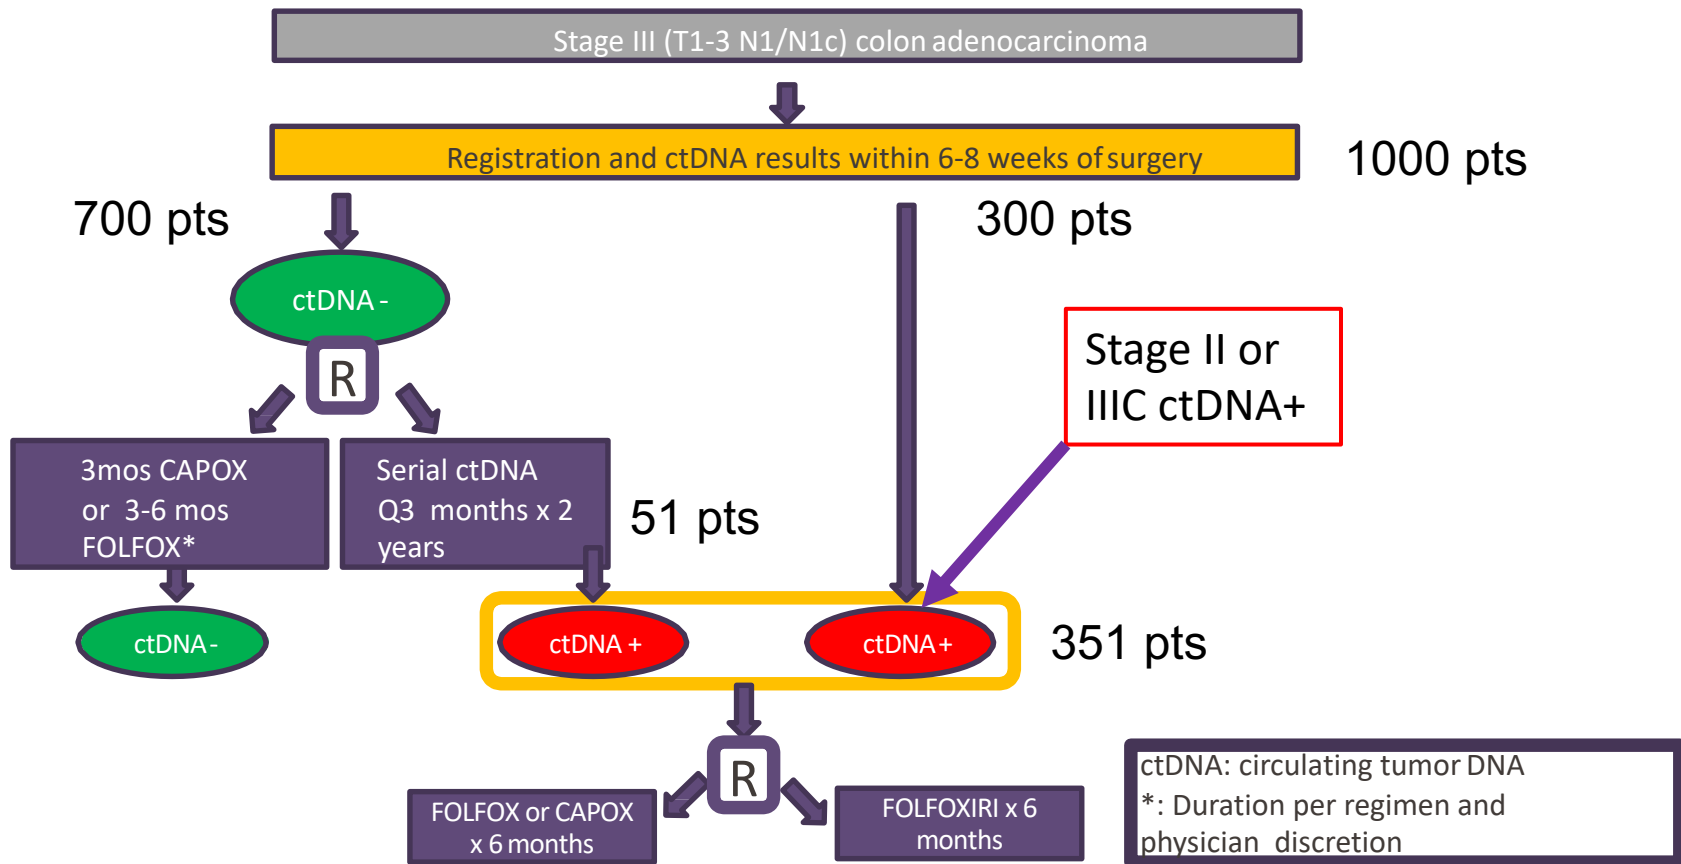 Stage III (T1-3 N1/N1c) colon adenocarcinoma
Registration and ctDNA results within 6-8 weeks of surgery
1000 pts
700 pts
300 pts
ctDNA -
R
Stage II or
IIIC ctDNA+
3mos CAPOX
or 3-6 mos
FOLFOX*
Serial ctDNA
Q3 months x 2
years
51 pts
ctDNA -
ctDNA +
ctDNA +
351 pts
R
FOLFOX or CAPOX
x 6 months
FOLFOXIRI x 6
months
ctDNA: circulating tumor DNA
*: Duration per regimen and
physician discretion